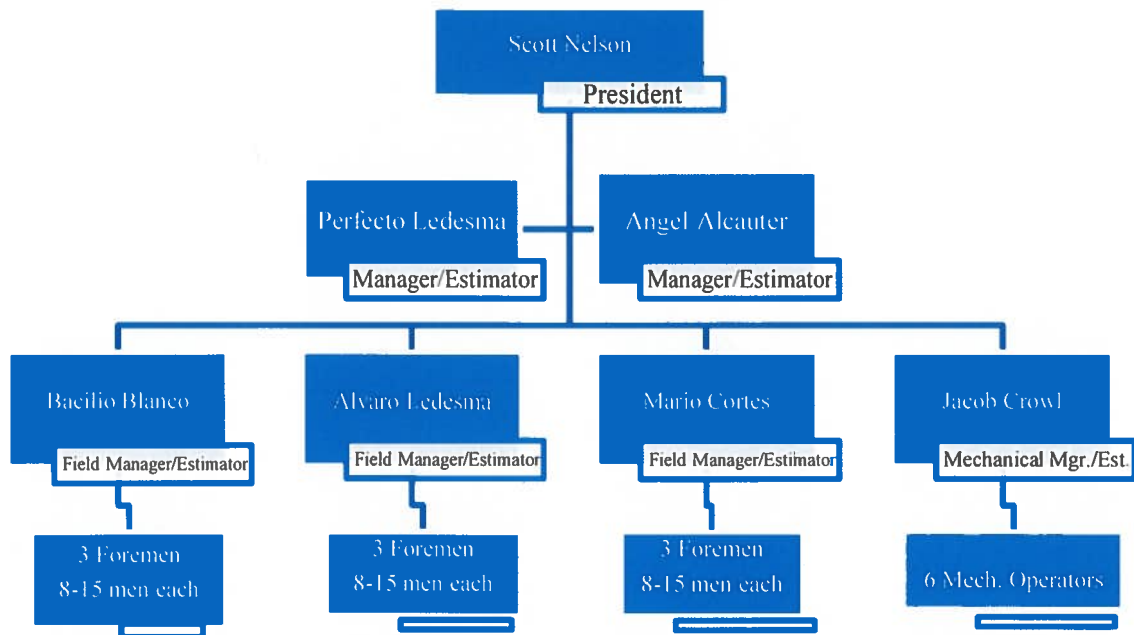 Scott Nelson
President
Perfecto Ledesma
Manager/Estimator
Angel Alcauter
Manager/Estimator
Bacilio Blanco
Field Manager/Estimator
Alvaro Ledesma
Field Manager/Estimator
Mario Cortes
Field Manager/Estimator
Jacob Crowl
Mechanical Mgr./Est.
3 Foremen
8-15 men each
3 Foremen
8-15 men each
3 Foremen
8-15 men each
6 Mech. Operators